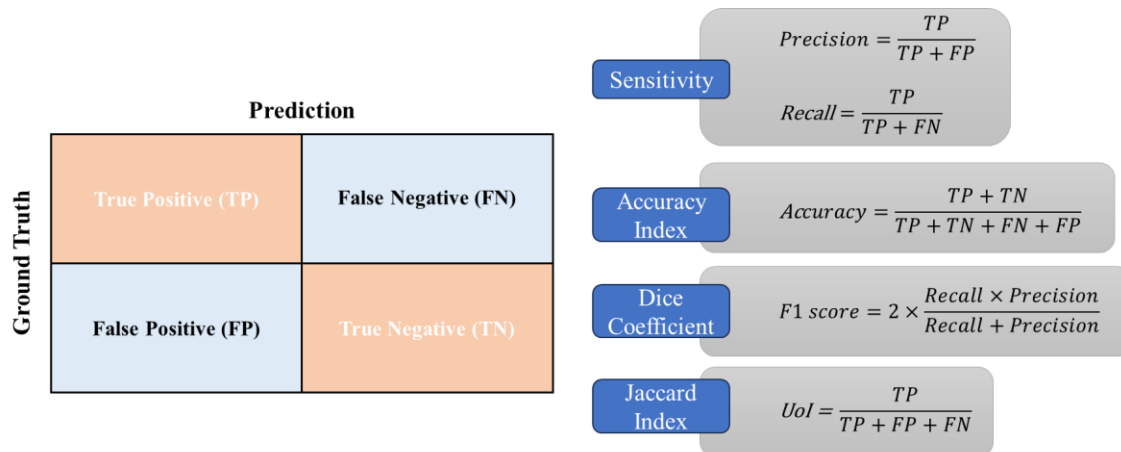 Prediction
Ground Truth
True Positive (TP)
False Negative (FN)
False Positive (FP)
True Negative (TN)
Sensitivity
Precision = TP / TP + FP
Recall = TP / TP + FN
Accuracy
Index
Accuracy = TP + TN / TP + TN + FN + FP
Dice
Coefficient
F1 score = 2 × Recall × Precision / Recall + Precision
Jaccard
Index
UoI = TP / TP + FP + FN